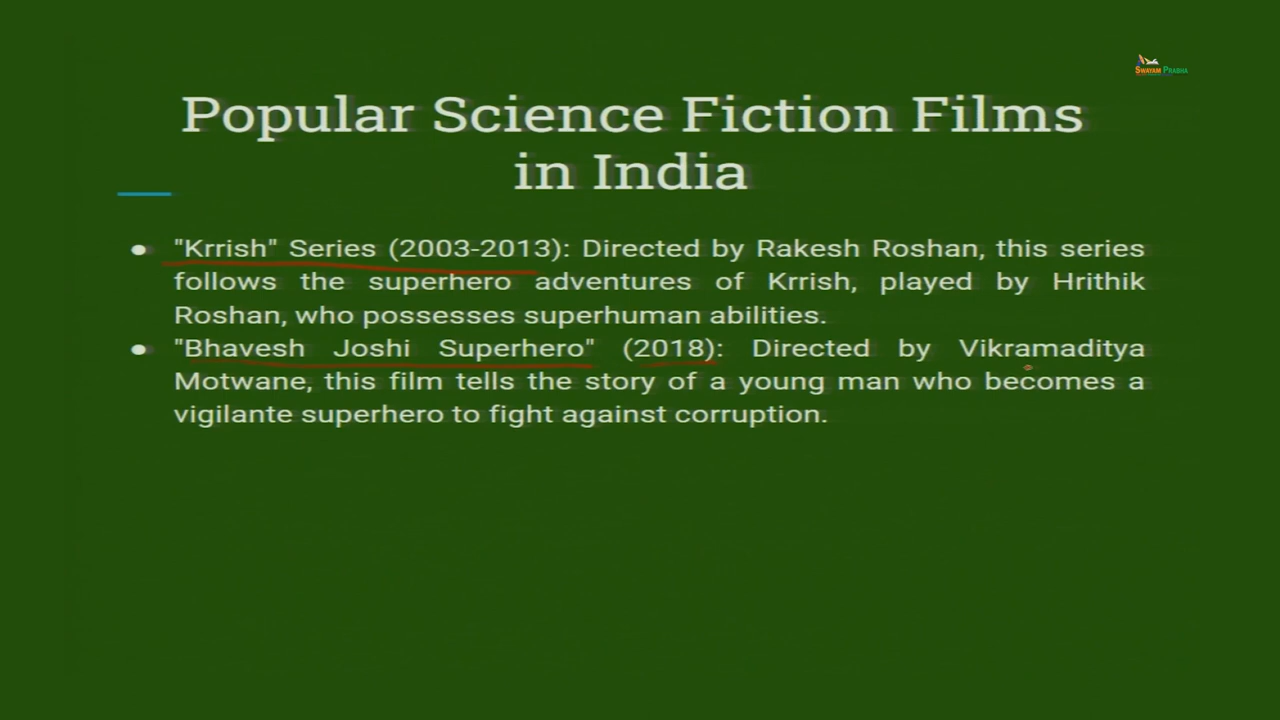 SWAYAM PRABHA
Popular Science Fiction Films
in India
● "Krrish" Series (2003-2013): Directed by Rakesh Roshan, this series
follows the superhero adventures of Krrish, played by Hrithik
Roshan, who possesses superhuman abilities.
● "Bhavesh Joshi Superhero" (2018): Directed by Vikramaditya
Motwane, this film tells the story of a young man who becomes a
vigilante superhero to fight against corruption.